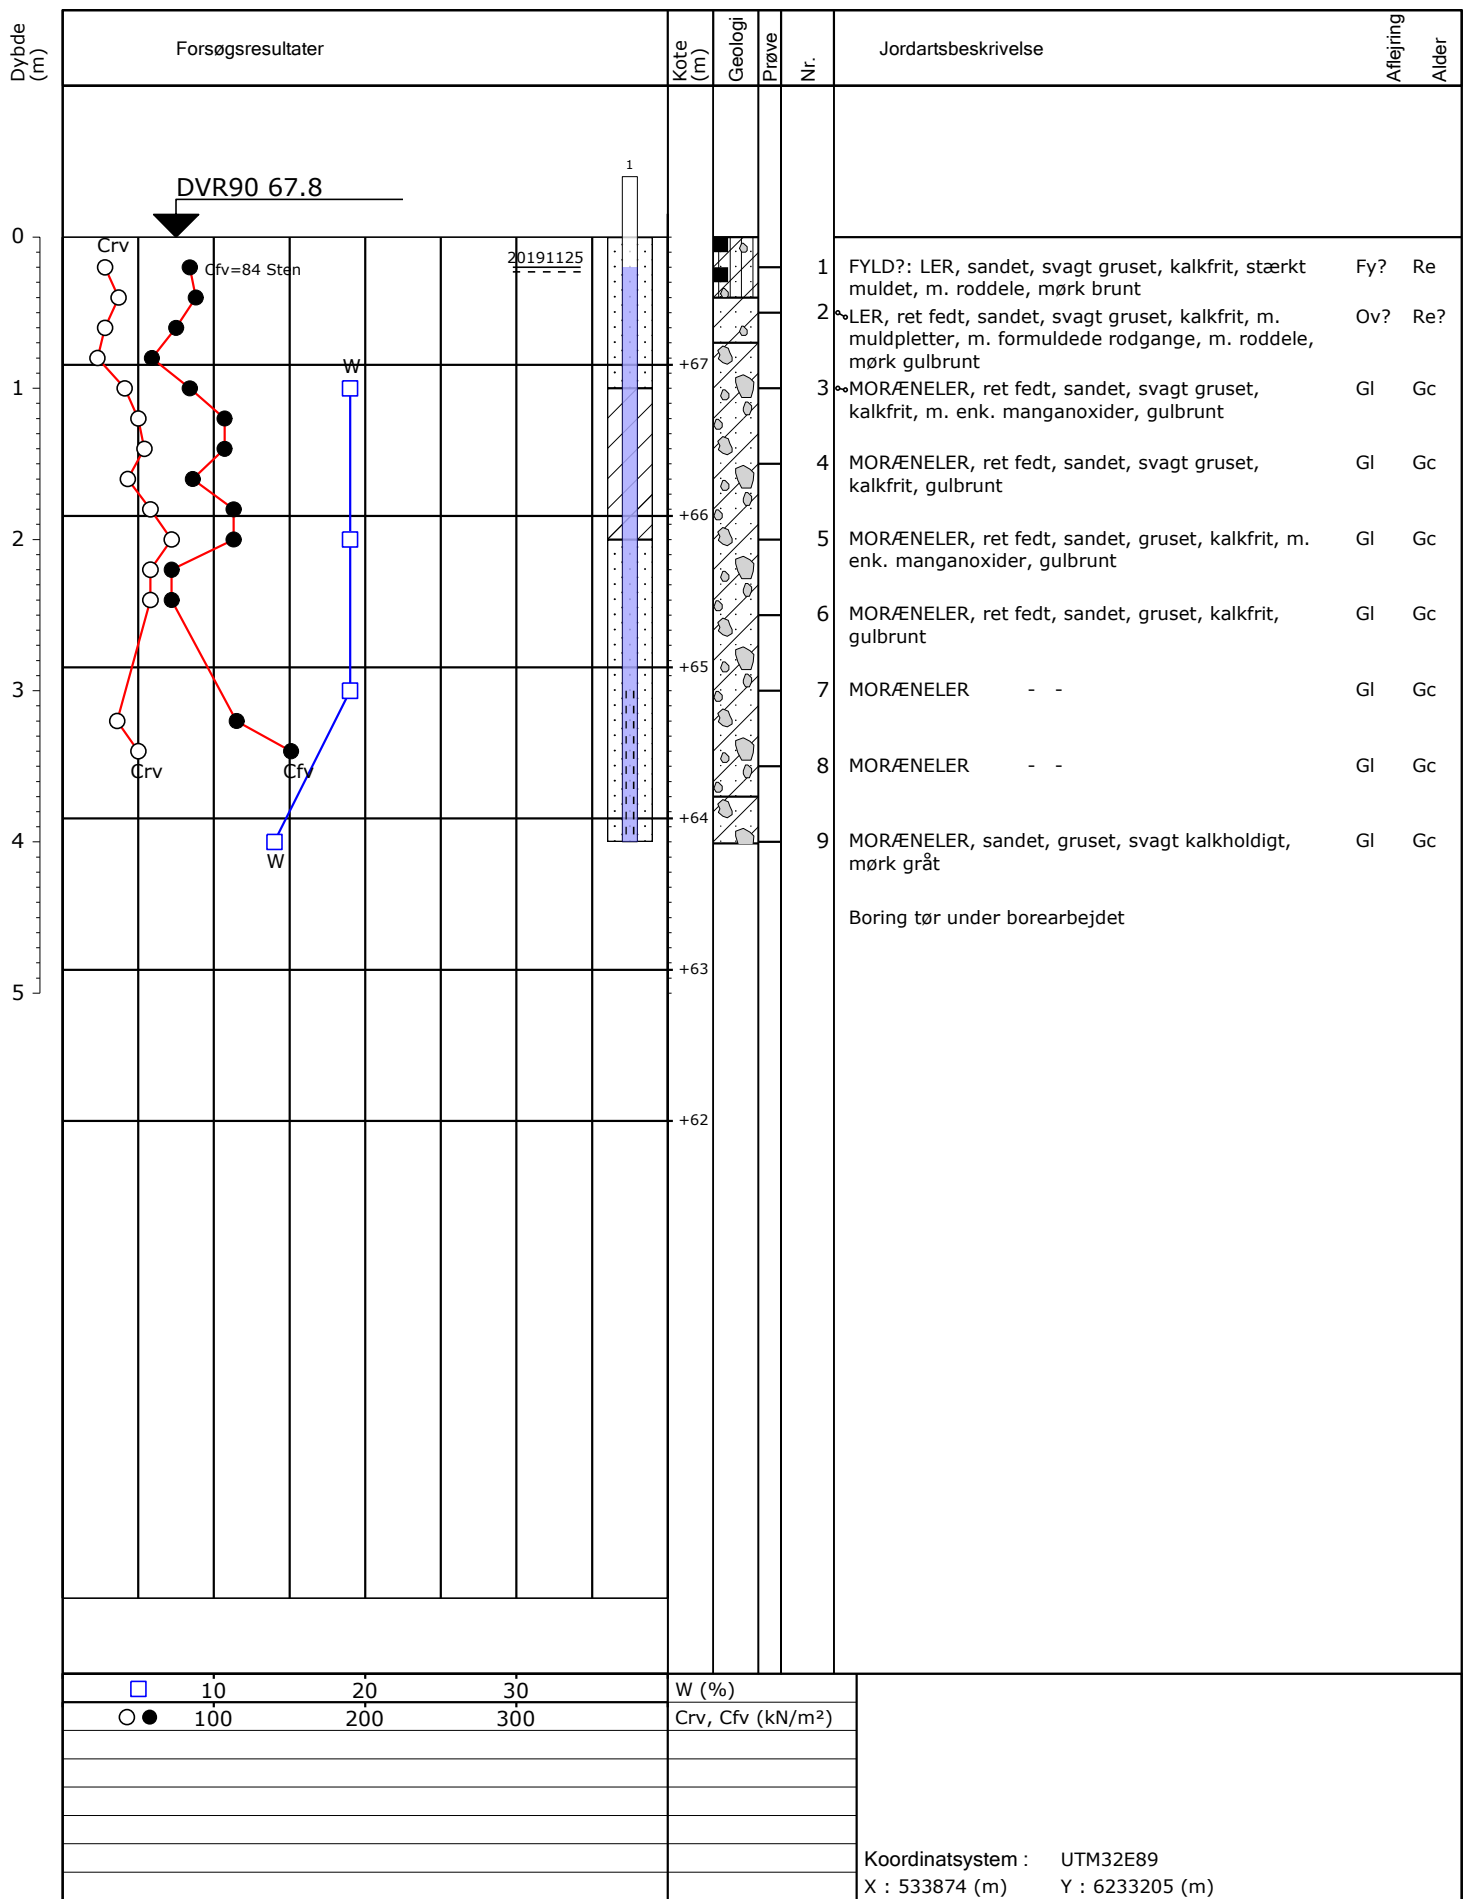 Dybde (m)
Forsøgsresultater
Kote (m)
Geologi
Prøve
Nr.
Jordartsbeskrivelse
Aflejring
Alder
DVR90 67.8
1
0
1
2
3
4
5
Crv
Cfv=84 Sten
20191125
W
Crv
Cfv
W
+67
+66
+65
+64
+63
+62
1 FYLD?: LER, sandet, svagt gruset, kalkfrit, stærkt Fy? Re
muldet, m. roddele, mørk brunt
2 LER, ret fedt, sandet, svagt gruset, kalkfrit, m. Ov? Re?
muldpletter, m. formuldede rodgange, m. roddele,
mørk gulbrunt
3 MORÆNELER, ret fedt, sandet, svagt gruset, Gl Gc
kalkfrit, m. enk. manganoxider, gulbrunt
4 MORÆNELER, ret fedt, sandet, svagt gruset, Gl Gc
kalkfrit, gulbrunt
5 MORÆNELER, ret fedt, sandet, gruset, kalkfrit, m. Gl Gc
enk. manganoxider, gulbrunt
6 MORÆNELER, ret fedt, sandet, gruset, kalkfrit, Gl Gc
gulbrunt
7 MORÆNELER - - Gl Gc
8 MORÆNELER - - Gl Gc
9 MORÆNELER, sandet, gruset, svagt kalkholdigt, Gl Gc
mørk gråt
Boring tør under borearbejdet
10 20 30 W (%)
100 200 300 Crv, Cfv (kN/m²)
Koordinatsystem : UTM32E89
X : 533874 (m) Y : 6233205 (m)